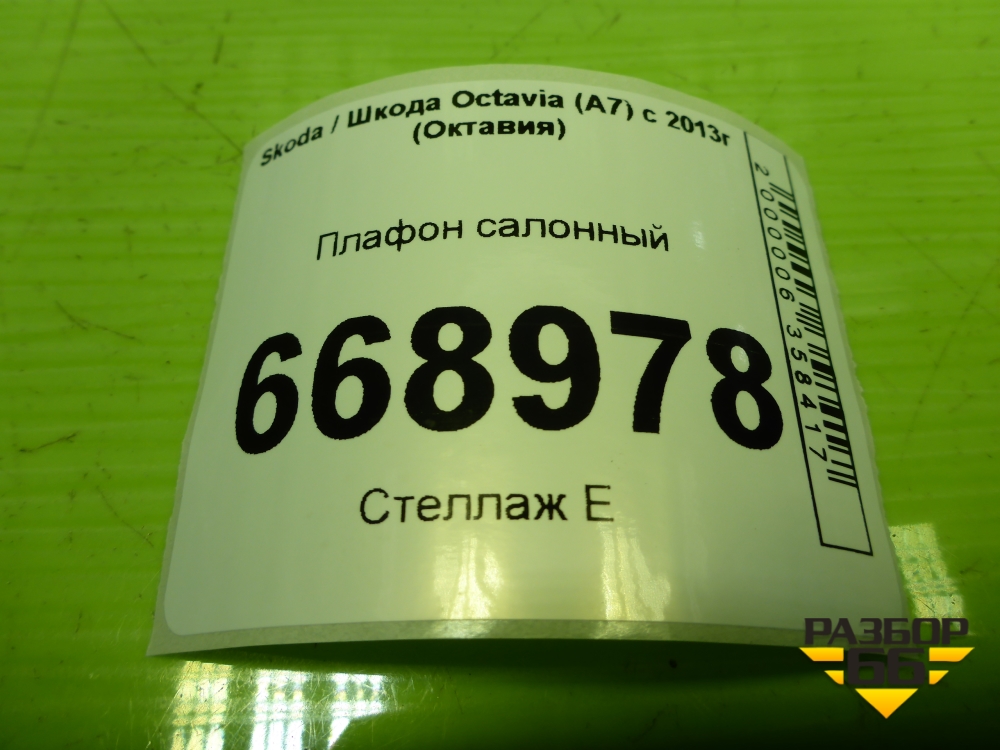 Skoda / Шкода Octavia (A7) с 2013г
(Октавия)
Плафон салонный
668978
Стеллаж Е
2000006358417
РАЗБОР
66